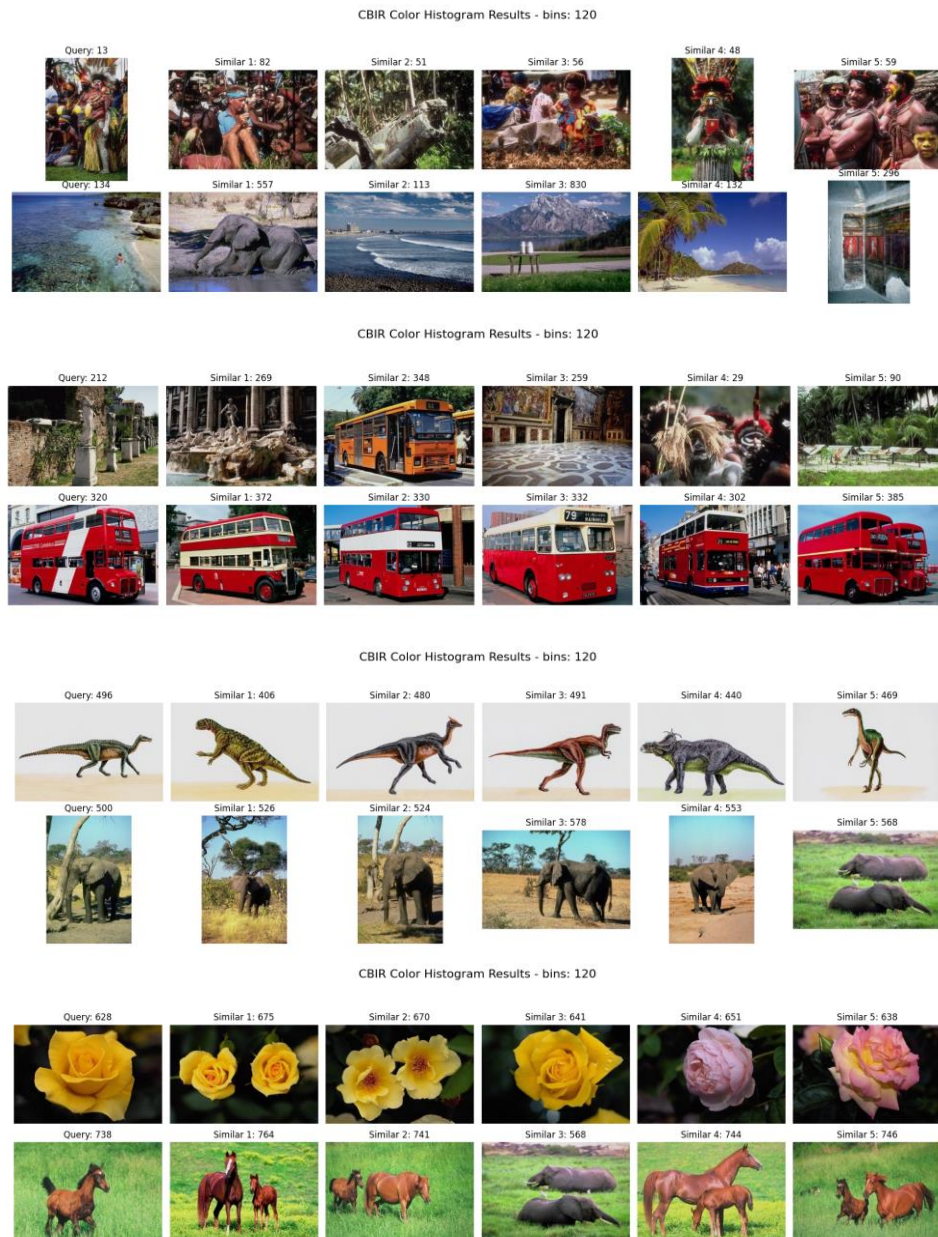 CBIR Color Histogram Results - bins: 120
Query: 13 Similar 1: 82 Similar 2: 51 Similar 3: 56 Similar 4: 48 Similar 5: 59
Query: 134 Similar 1: 557 Similar 2: 113 Similar 3: 830 Similar 4: 132 Similar 5: 296
CBIR Color Histogram Results - bins: 120
Query: 212 Similar 1: 269 Similar 2: 348 Similar 3: 259 Similar 4: 29 Similar 5: 90
Query: 320 Similar 1: 372 Similar 2: 330 Similar 3: 332 Similar 4: 302 Similar 5: 385
79
CBIR Color Histogram Results - bins: 120
Query: 496 Similar 1: 406 Similar 2: 480 Similar 3: 491 Similar 4: 440 Similar 5: 469
Query: 500 Similar 1: 526 Similar 2: 524 Similar 3: 578 Similar 4: 553 Similar 5: 568
CBIR Color Histogram Results - bins: 120
Query: 628 Similar 1: 675 Similar 2: 670 Similar 3: 641 Similar 4: 651 Similar 5: 638
Query: 738 Similar 1: 764 Similar 2: 741 Similar 3: 568 Similar 4: 744 Similar 5: 746